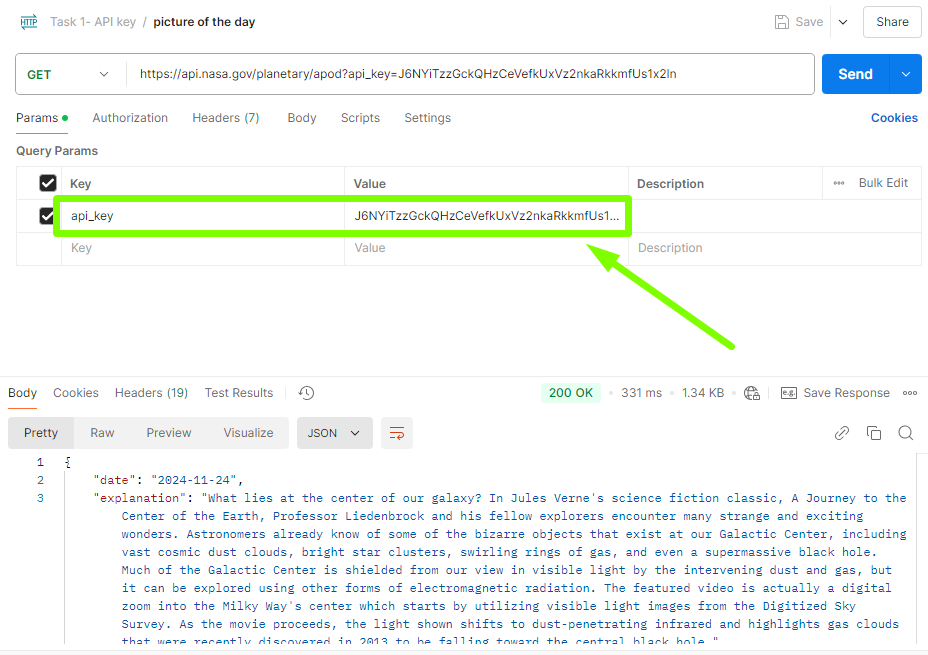 HTTP Task 1- API key / picture of the day Save Share
GET https://api.nasa.gov/planetary/apod?api_key=J6NYiTzzGckQHzCeVefkUxVz2nkaRkkmfUs1x2ln Send
Params Authorization Headers (7) Body Scripts Settings Cookies
Query Params
Key Value Description ••• Bulk Edit
api_key J6NYiTzzGckQHzCeVefkUxVz2nkaRkkmfUs1...
Key Value Description
Body Cookies Headers (19) Test Results 200 OK • 331 ms • 1.34 KB • e.g. Save Response •••
Pretty Raw Preview Visualize JSON
1 {
2 "date": "2024-11-24",
3 "explanation": "What lies at the center of our galaxy? In Jules Verne's science fiction classic, A Journey to the
Center of the Earth, Professor Liedenbrock and his fellow explorers encounter many strange and exciting
wonders. Astronomers already know of some of the bizarre objects that exist at our Galactic Center, including
vast cosmic dust clouds, bright star clusters, swirling rings of gas, and even a supermassive black hole.
Much of the Galactic Center is shielded from our view in visible light by the intervening dust and gas, but
it can be explored using other forms of electromagnetic radiation. The featured video is actually a digital
zoom into the Milky Way's center which starts by utilizing visible light images from the Digitized Sky
Survey. As the movie proceeds, the light shown shifts to dust-penetrating infrared and highlights gas clouds
that were recently discovered in 2013 to be falling toward the central black hole."